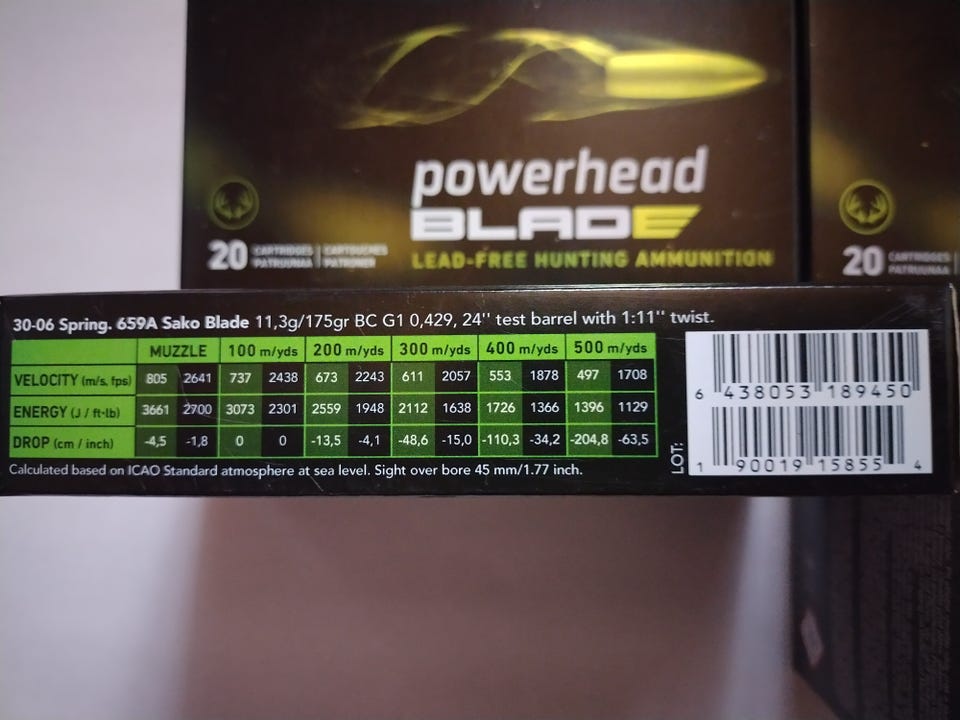 powerhead
BLADE
LEAD-FREE HUNTING AMMUNITION
20 CARTRIDGES | CARTOUCHES
PATRUUNAA | PATRONER
20 CARTRIDGES
PATRUUNAA
30-06 Spring. 659A Sako Blade 11,3g/175gr BC G1 0,429, 24'' test barrel with 1:11'' twist.
MUZZLE 100 m/yds 200 m/yds 300 m/yds 400 m/yds 500 m/yds
VELOCITY (m/s, fps) 805 2641 737 2438 673 2243 611 2057 553 1878 497 1708
ENERGY (J / ft-lb) 3661 2700 3073 2301 2559 1948 2112 1638 1726 1366 1396 1129
DROP (cm / inch) -4,5 -1,8 0 0 -13,5 -4,1 -48,6 -15,0 -110,3 -34,2 -204,8 -63,5
Calculated based on ICAO Standard atmosphere at sea level. Sight over bore 45 mm/1.77 inch.
LOT:
6 438053 189450
1 90019 15855 4